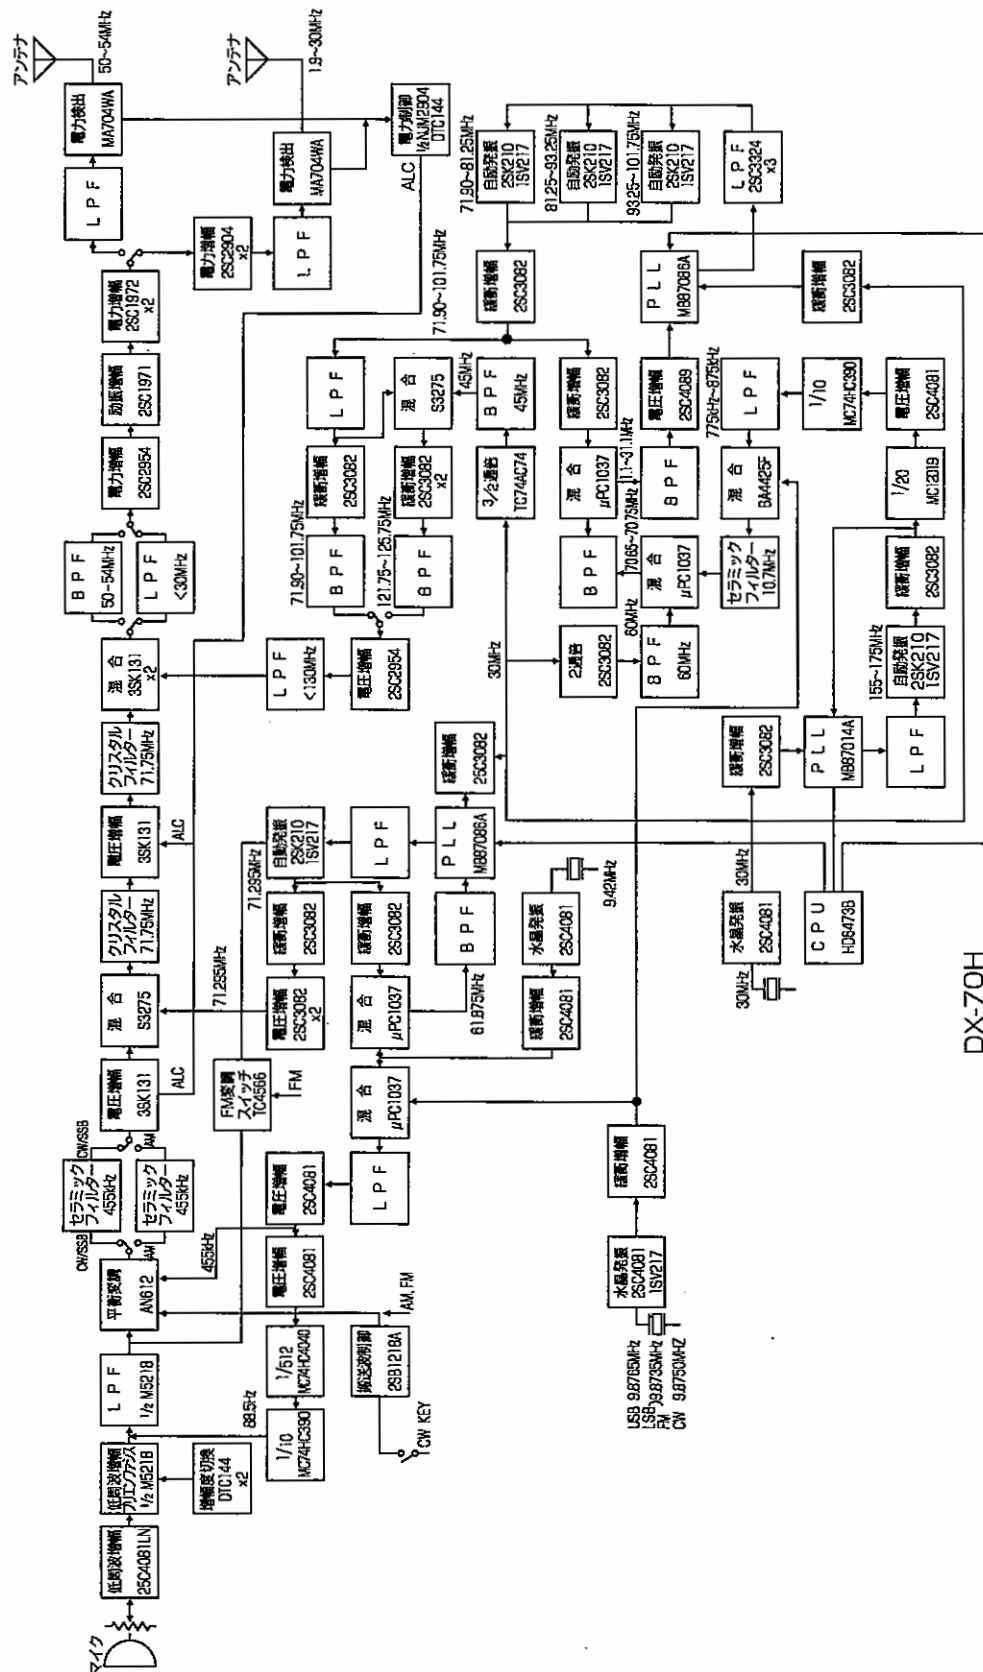 マイク
低周波増幅
2SC4081LN
低周波増幅
プリエンファシス
½ M5218
増幅度切換
DTC144
×2
L P F
½ M5218
88.5Hz
平衡変調
AN612
CW/SSB
AM
セラミック
フィルター
455kHz
セラミック
フィルター
455kHz
CW/SSB
AM
電圧増幅
3SK131
ALC
混 合
S3275
クリスタル
フィルター
71.75MHz
電圧増幅
3SK131
ALC
クリスタル
フィルター
71.75MHz
混 合
3SK131
×2
B P F
50-54MHz
L P F
<30MHz
電力増幅
2SC2954
励振増幅
2SC1971
電力増幅
2SC1972
×2
L P F
電力検出
MA704WA
アンテナ
50~54MHz
電力増幅
2SC2904
×2
L P F
電力検出
MA704WA
アンテナ
1.9~30MHz
電力制御
½NJM2904
DTC144
ALC
1/10
MC74HC390
1/512
MC74HC4040
電圧増幅
2SC4081
455kHz
電圧増幅
2SC4081
搬送波制御
2SB1218A
AM, FM
CW KEY
FM変調
スイッチ
TC4S66
FM
L P F
混 合
μPC1037
71.295MHz
電圧増幅
2SC3082
×2
緩衝増幅
2SC3082
71.295MHz
自励発振
2SK210
1SV217
混 合
μPC1037
緩衝増幅
2SC3082
61.875MHz
B P F
L P F
P L L
MB87086A
緩衝増幅
2SC3082
緩衝増幅
2SC4081
水晶発振
2SC4081
9.42MHz
L P F
<130MHz
電圧増幅
2SC2954
B P F
71.90~101.75MHz
B P F
121.75~125.75MHz
緩衝増幅
2SC3082
緩衝増幅
2SC3082
×2
L P F
混 合
S3275
45MHz
B P F
45MHz
3/2通倍
TC74AC74
30MHz
71.90~101.75MHz
緩衝増幅
2SC3082
71.90~81.25MHz
自励発振
2SK210
1SV217
81.25~93.25MHz
自励発振
2SK210
1SV217
93.25~101.75MHz
自励発振
2SK210
1SV217
L P F
2SC3324
×3
緩衝増幅
2SC3082
混 合
μPC1037
1.1~31.1MHz
B P F
電圧増幅
2SC4089
P L L
MB87086A
緩衝増幅
2SC3082
2通倍
2SC3082
B P F
60MHz
60MHz
混 合
μPC1037
70.65~70.75MHz
B P F
セラミック
フィルター
10.7MHz
混 合
BA4425F
L P F
775kHz~875kHz
1/10
MC74HC390
電圧増幅
2SC4081
1/20
MC12019
緩衝増幅
2SC3082
155~175MHz
自励発振
2SK210
1SV217
L P F
P L L
MB87014A
緩衝増幅
2SC3082
30MHz
水晶発振
2SC4081
30MHz
C P U
HD6473B
緩衝増幅
2SC4081
水晶発振
2SC4081
1SV217
USB 9.8765MHz
LSB 9.8735MHz
FM
CW 9.8750MHZ
DX-70H